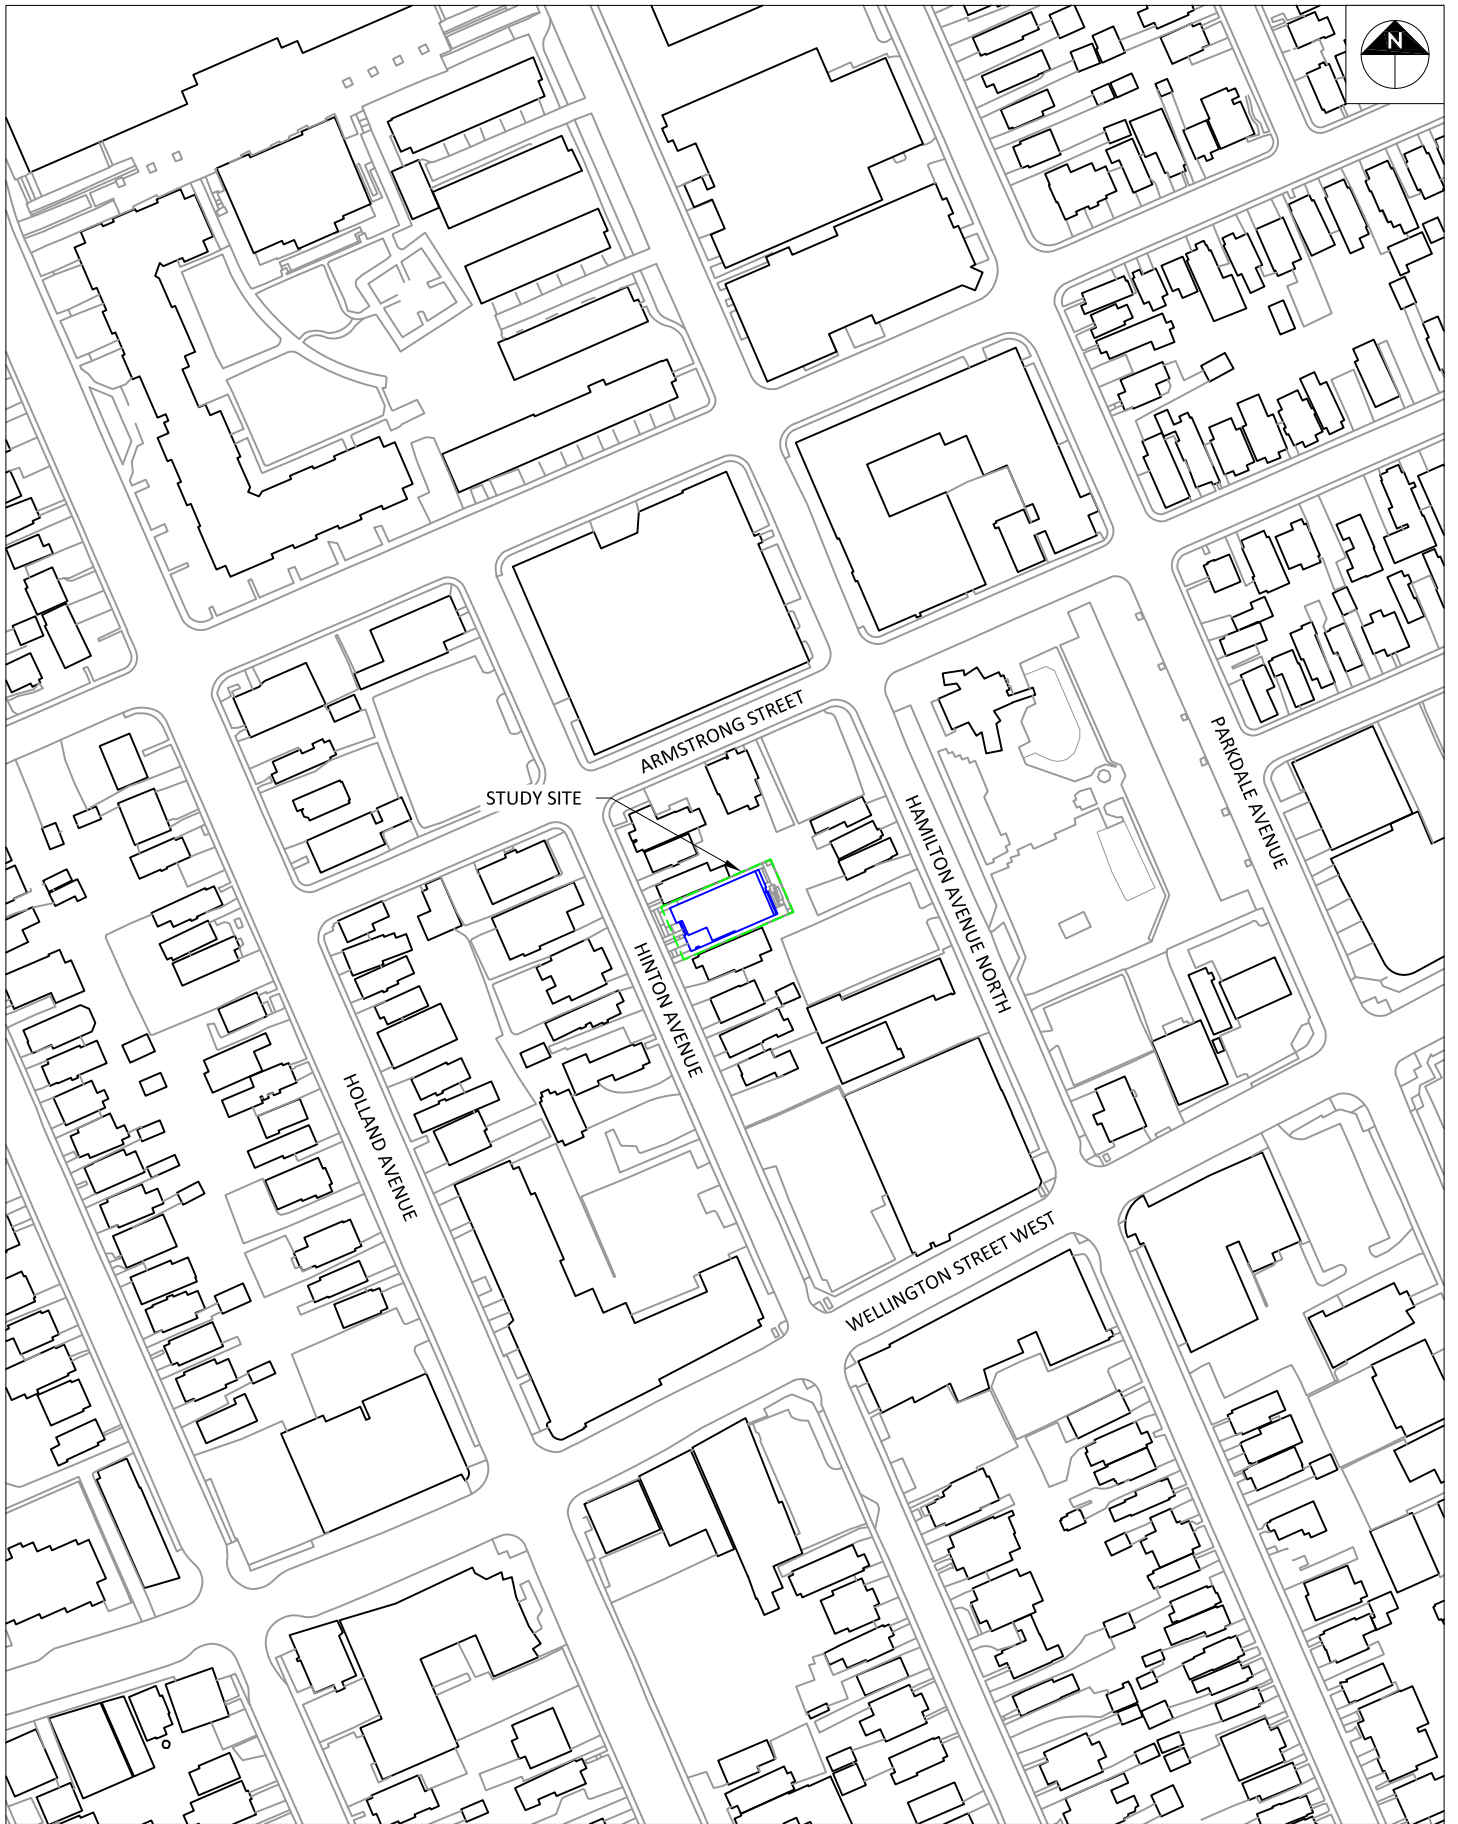 N
ARMSTRONG STREET
STUDY SITE
PARKDALE AVENUE
HAMILTON AVENUE NORTH
HINTON AVENUE
HOLLAND AVENUE
WELLINGTON STREET WEST